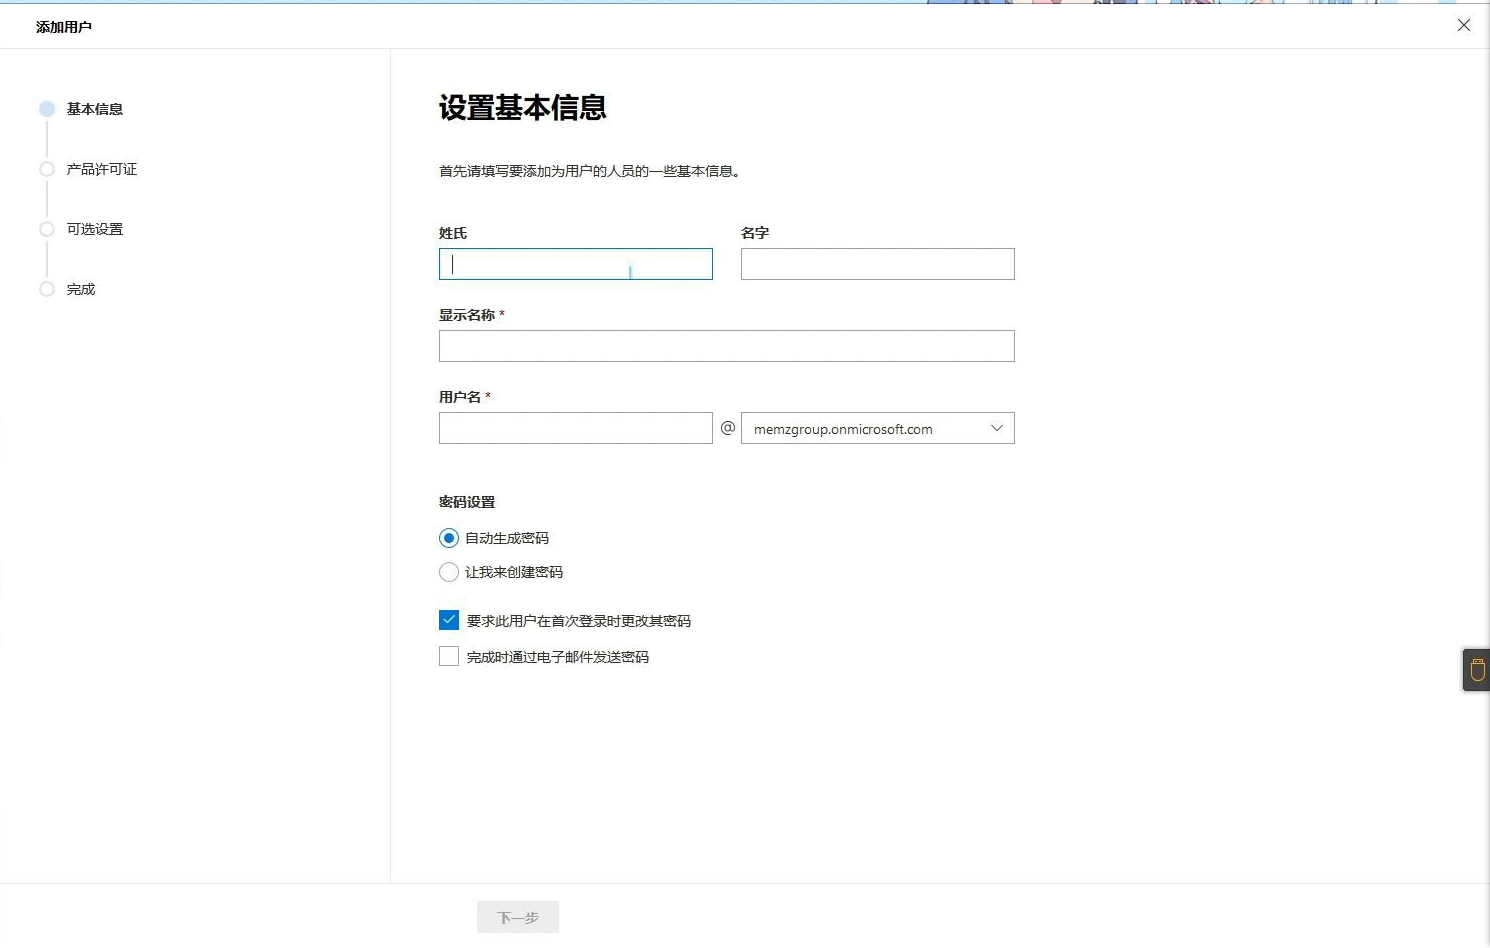 添加用户
基本信息
产品许可证
可选设置
完成
设置基本信息
首先请填写要添加为用户的人员的一些基本信息。
姓氏 名字
显示名称 *
用户名 *
@ memzgroup.onmicrosoft.com
密码设置
自动生成密码
让我来创建密码
要求此用户在首次登录时更改其密码
完成时通过电子邮件发送密码
下一步